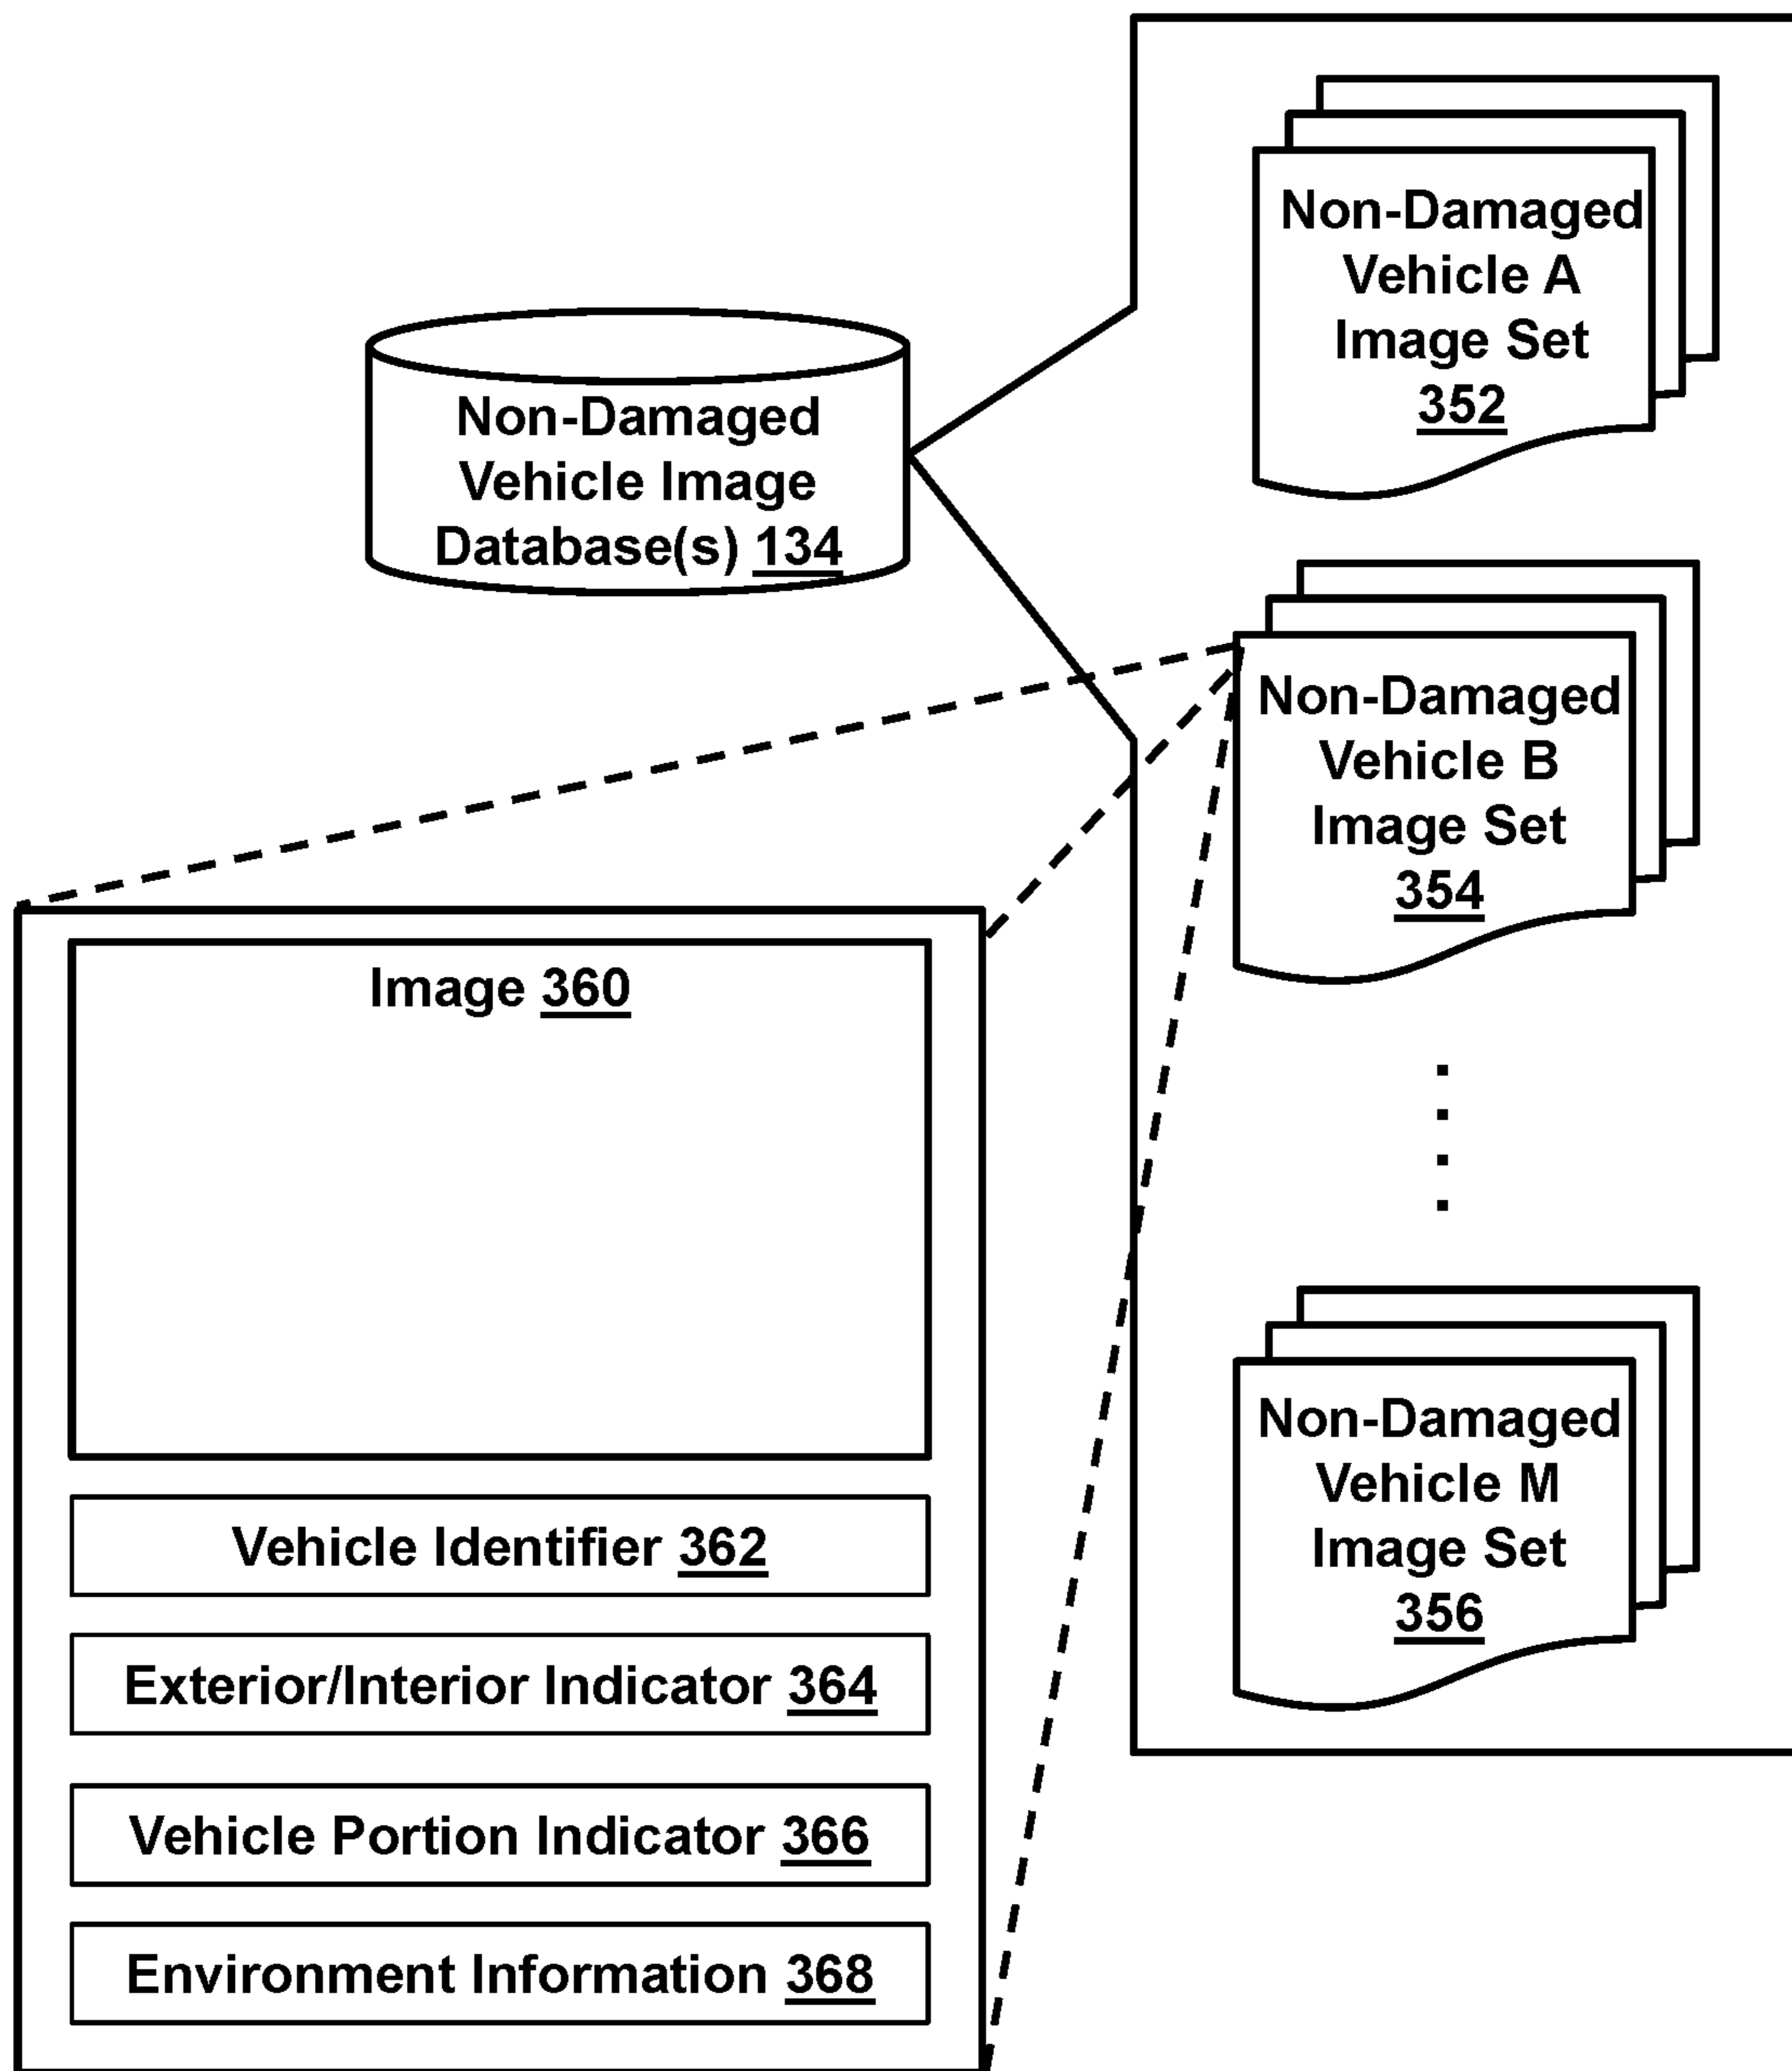 Non-Damaged
Vehicle Image
Database(s) 134
Non-Damaged
Vehicle A
Image Set
352
Non-Damaged
Vehicle B
Image Set
354
Non-Damaged
Vehicle M
Image Set
356
Image 360
Vehicle Identifier 362
Exterior/Interior Indicator 364
Vehicle Portion Indicator 366
Environment Information 368